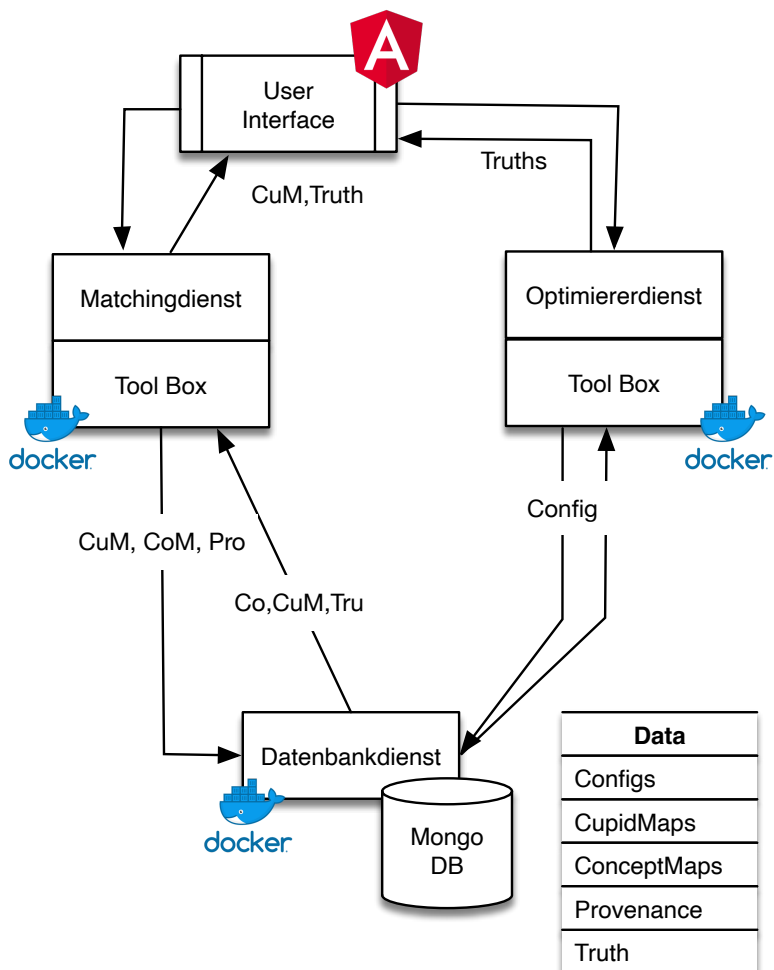 A
User
Interface
Truths
CuM,Truth
Matchingdienst
Tool Box
docker
Optimiererdienst
Tool Box
docker
Config
CuM, CoM, Pro
Co,CuM,Tru
Datenbankdienst
docker
Mongo
DB
Data
Configs
CupidMaps
ConceptMaps
Provenance
Truth